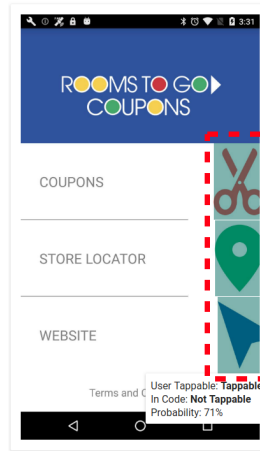 3:31
ROOMS TO GO
COUPONS
COUPONS
STORE LOCATOR
WEBSITE
Terms and C
User Tappable: Tappable
In Code: Not Tappable
Probability: 71%